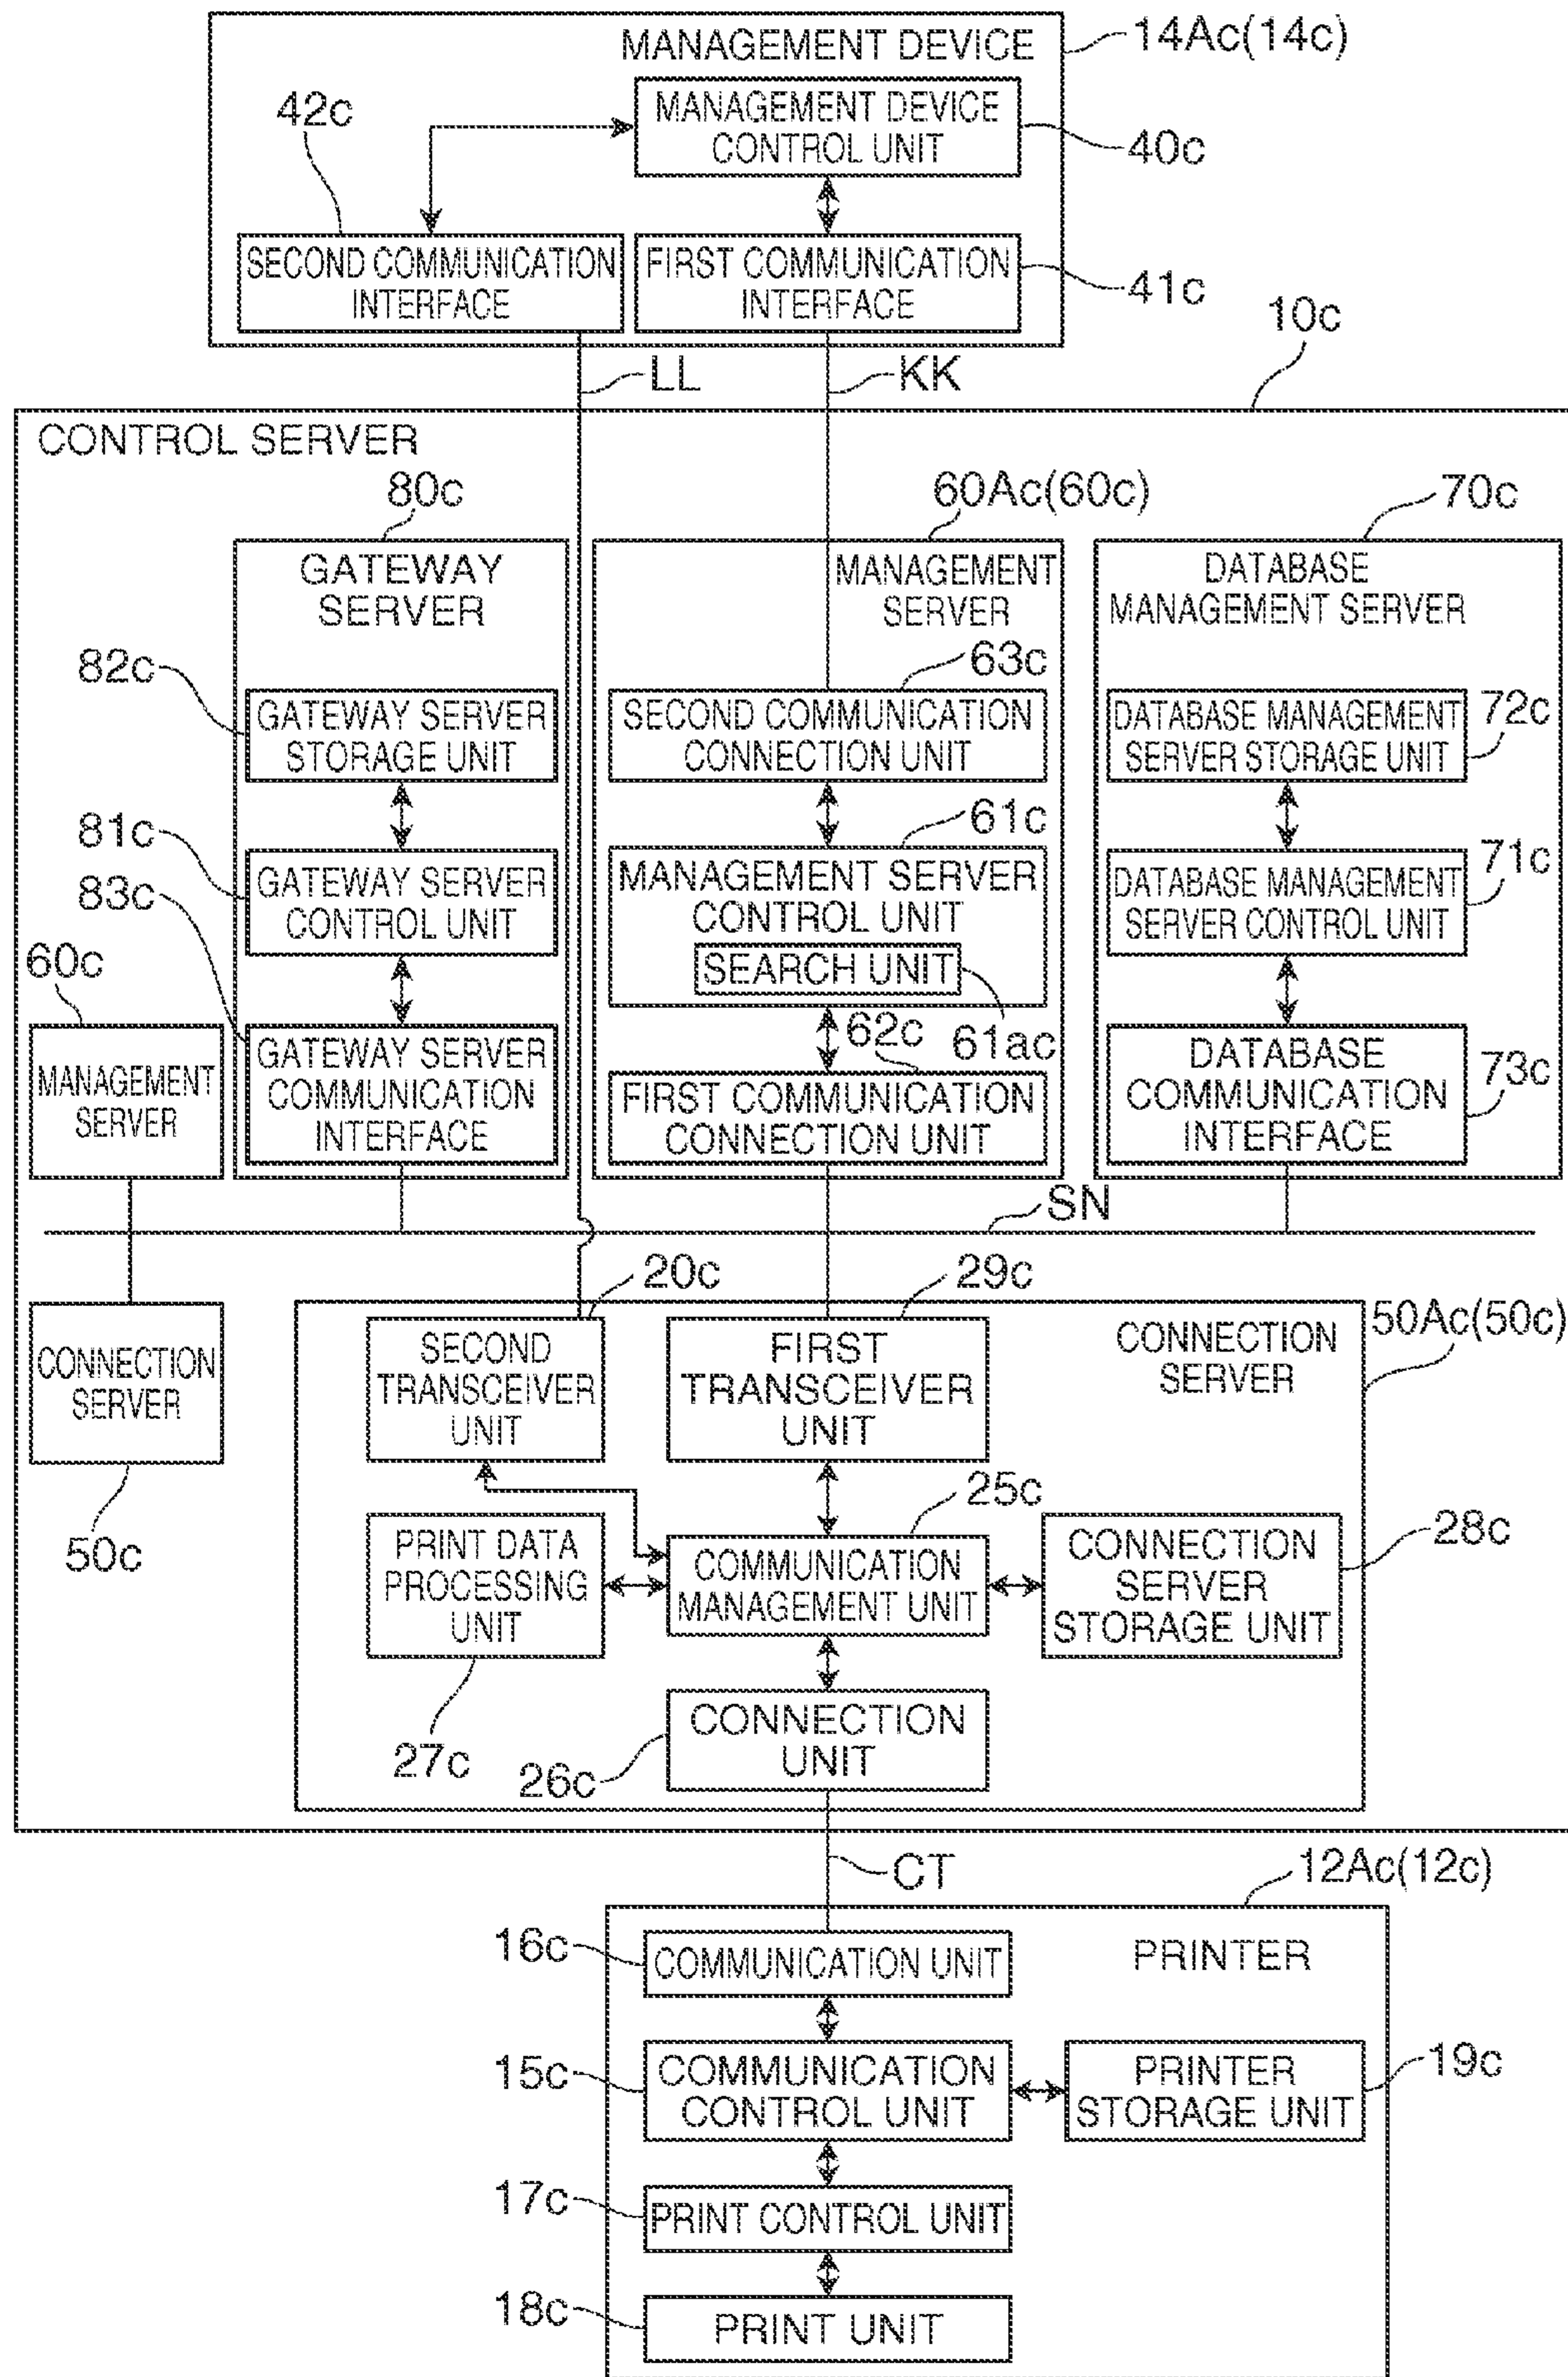 MANAGEMENT DEVICE
14Ac(14c)
42c
MANAGEMENT DEVICE
CONTROL UNIT
40c
SECOND COMMUNICATION
INTERFACE
FIRST COMMUNICATION
INTERFACE
41c
10c
LL
KK
CONTROL SERVER
80c
60Ac(60c)
70c
GATEWAY
SERVER
MANAGEMENT
SERVER
DATABASE
MANAGEMENT SERVER
82c
63c
GATEWAY SERVER
STORAGE UNIT
SECOND COMMUNICATION
CONNECTION UNIT
DATABASE MANAGEMENT
SERVER STORAGE UNIT
72c
81c
61c
83c
GATEWAY SERVER
CONTROL UNIT
MANAGEMENT SERVER
CONTROL UNIT
SEARCH UNIT
DATABASE MANAGEMENT
SERVER CONTROL UNIT
71c
60c
62c
61ac
MANAGEMENT
SERVER
GATEWAY SERVER
COMMUNICATION
INTERFACE
FIRST COMMUNICATION
CONNECTION UNIT
DATABASE
COMMUNICATION
INTERFACE
73c
SN
20c
29c
50Ac(50c)
CONNECTION
SERVER
50c
SECOND
TRANSCEIVER
UNIT
FIRST
TRANSCEIVER
UNIT
CONNECTION
SERVER
25c
PRINT DATA
PROCESSING
UNIT
COMMUNICATION
MANAGEMENT UNIT
CONNECTION
SERVER
STORAGE UNIT
28c
27c
26c
CONNECTION
UNIT
CT
12Ac(12c)
16c
COMMUNICATION UNIT
PRINTER
15c
COMMUNICATION
CONTROL UNIT
PRINTER
STORAGE UNIT
19c
17c
PRINT CONTROL UNIT
18c
PRINT UNIT